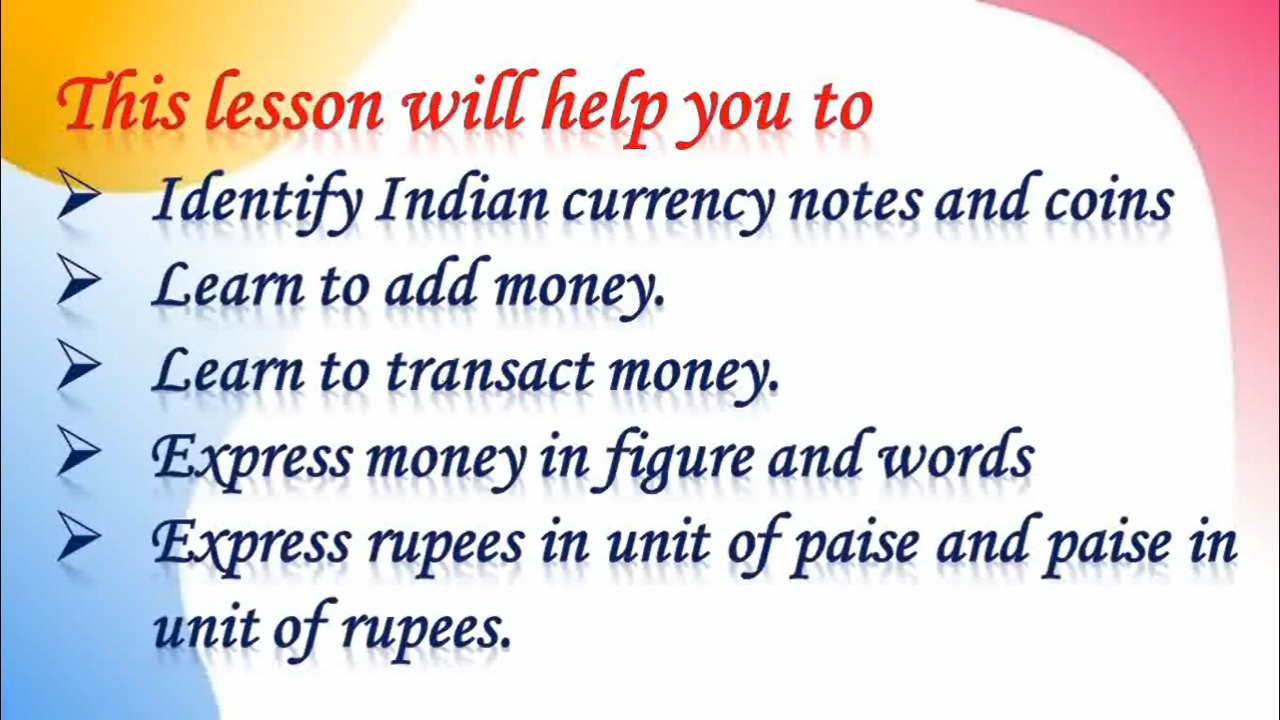 This lesson will help you to
➢ Identify Indian currency notes and coins
➢ Learn to add money.
➢ Learn to transact money.
➢ Express money in figure and words
➢ Express rupees in unit of paise and paise in
unit of rupees.